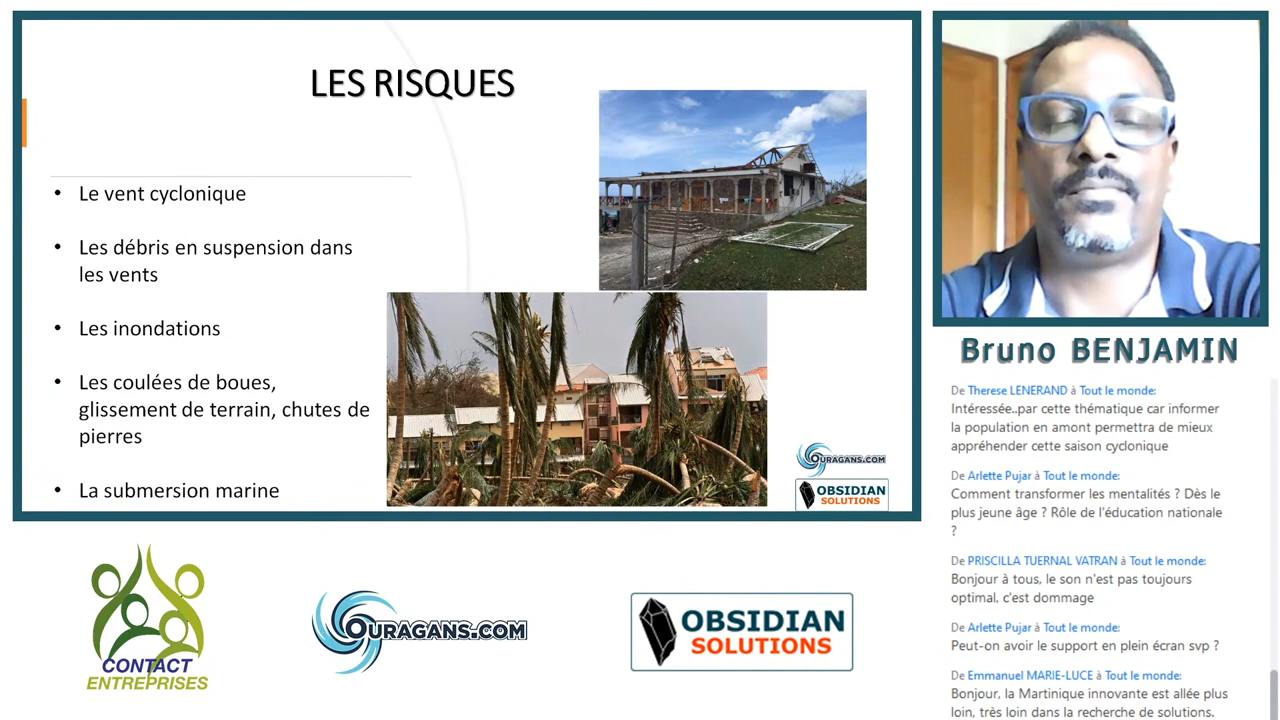 LES RISQUES
• Le vent cyclonique
• Les débris en suspension dans
les vents
• Les inondations
• Les coulées de boues,
glissement de terrain, chutes de
pierres
• La submersion marine
OURAGANS.COM
OBSIDIAN
SOLUTIONS
Bruno BENJAMIN
De Therese LENERAND à Tout le monde:
Intéressée..par cette thématique car informer
la population en amont permettra de mieux
appréhender cette saison cyclonique
De Arlette Pujar à Tout le monde:
Comment transformer les mentalités ? Dès le
plus jeune âge ? Rôle de l'éducation nationale
?
De PRISCILLA TUERNAL VATRAN à Tout le monde:
Bonjour à tous, le son n'est pas toujours
optimal, c'est dommage
De Arlette Pujar à Tout le monde:
Peut-on avoir le support en plein écran svp ?
De Emmanuel MARIE-LUCE à Tout le monde:
Bonjour, la Martinique innovante est allée plus
loin, très loin dans la recherche de solutions.
CONTACT
ENTREPRISES
OURAGANS.COM
OBSIDIAN
SOLUTIONS